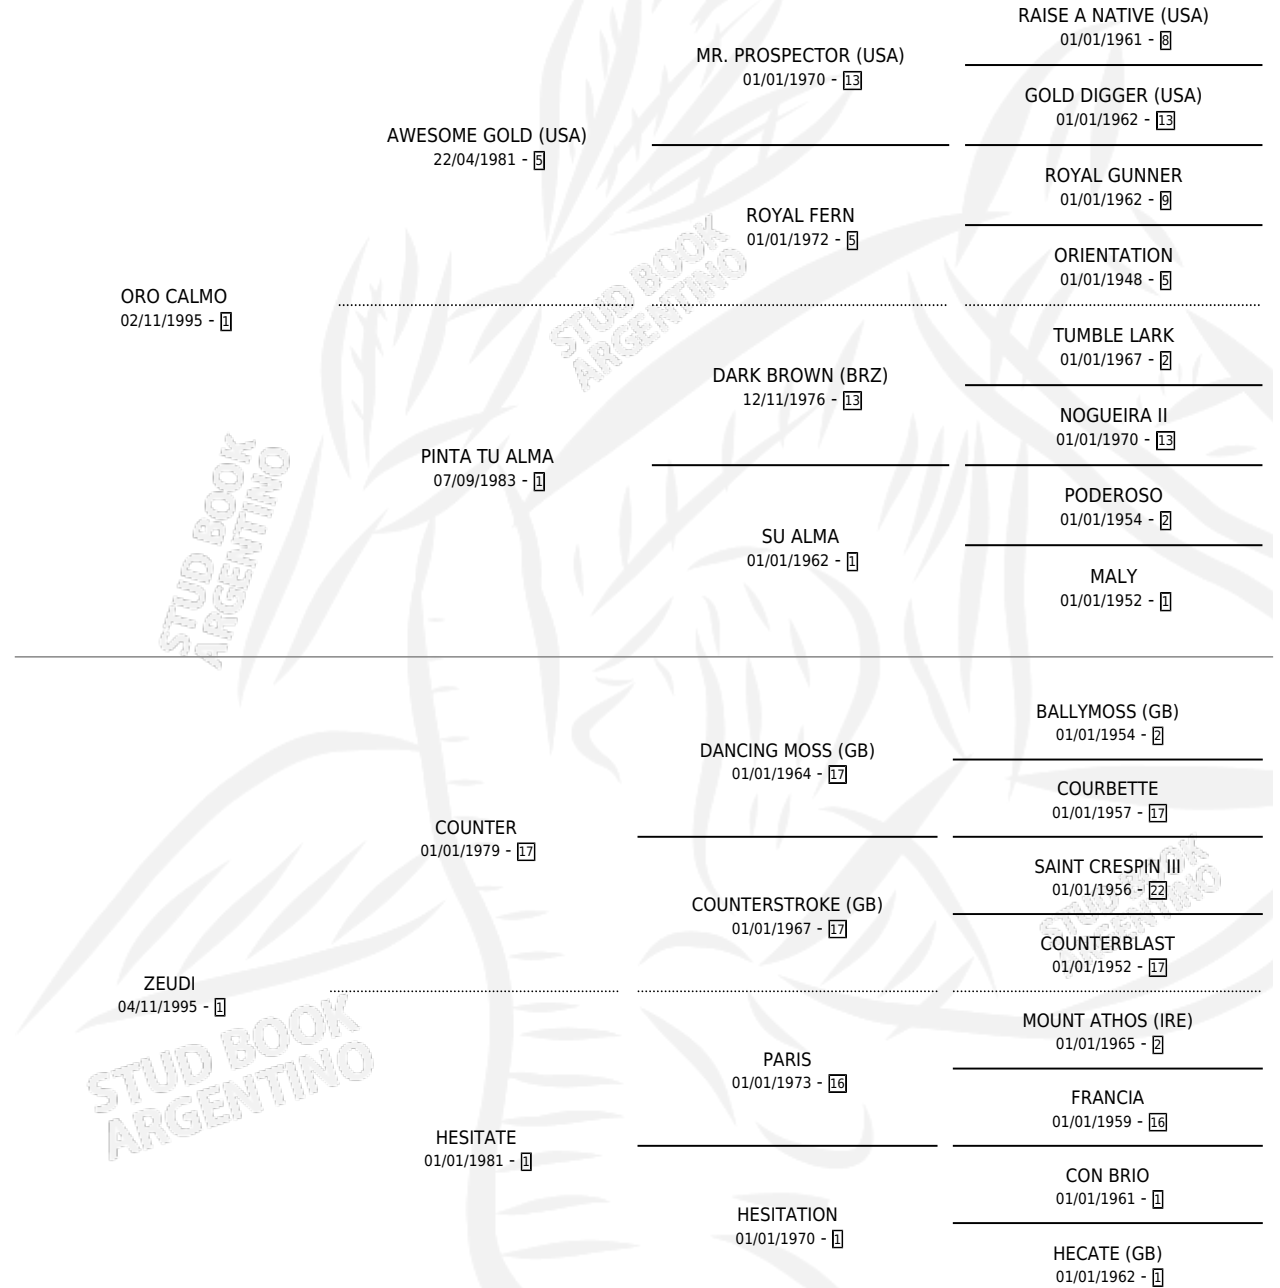 RAISE A NATIVE (USA)
01/01/1961 - 8
MR. PROSPECTOR (USA)
01/01/1970 - 13
GOLD DIGGER (USA)
01/01/1962 - 13
AWESOME GOLD (USA)
22/04/1981 - 5
ROYAL GUNNER
01/01/1962 - 9
ROYAL FERN
01/01/1972 - 5
ORIENTATION
01/01/1948 - 5
ORO CALMO
02/11/1995 - 1
TUMBLE LARK
01/01/1967 - 2
DARK BROWN (BRZ)
12/11/1976 - 13
NOGUEIRA II
01/01/1970 - 13
PINTA TU ALMA
07/09/1983 - 1
PODEROSO
01/01/1954 - 2
SU ALMA
01/01/1962 - 1
MALY
01/01/1952 - 1
BALLYMOSS (GB)
01/01/1954 - 2
DANCING MOSS (GB)
01/01/1964 - 17
COURBETTE
01/01/1957 - 17
COUNTER
01/01/1979 - 17
SAINT CRESPIN III
01/01/1956 - 22
COUNTERSTROKE (GB)
01/01/1967 - 17
COUNTERBLAST
01/01/1952 - 17
ZEUDI
04/11/1995 - 1
MOUNT ATHOS (IRE)
01/01/1965 - 2
PARIS
01/01/1973 - 16
FRANCIA
01/01/1959 - 16
HESITATE
01/01/1981 - 1
CON BRIO
01/01/1961 - 1
HESITATION
01/01/1970 - 1
HECATE (GB)
01/01/1962 - 1
STUD BOOK
ARGENTINO
STUD BOOK
ARGENTINO
STUD BOOK
ARGENTINO
STUD BOOK
ARGENTINO